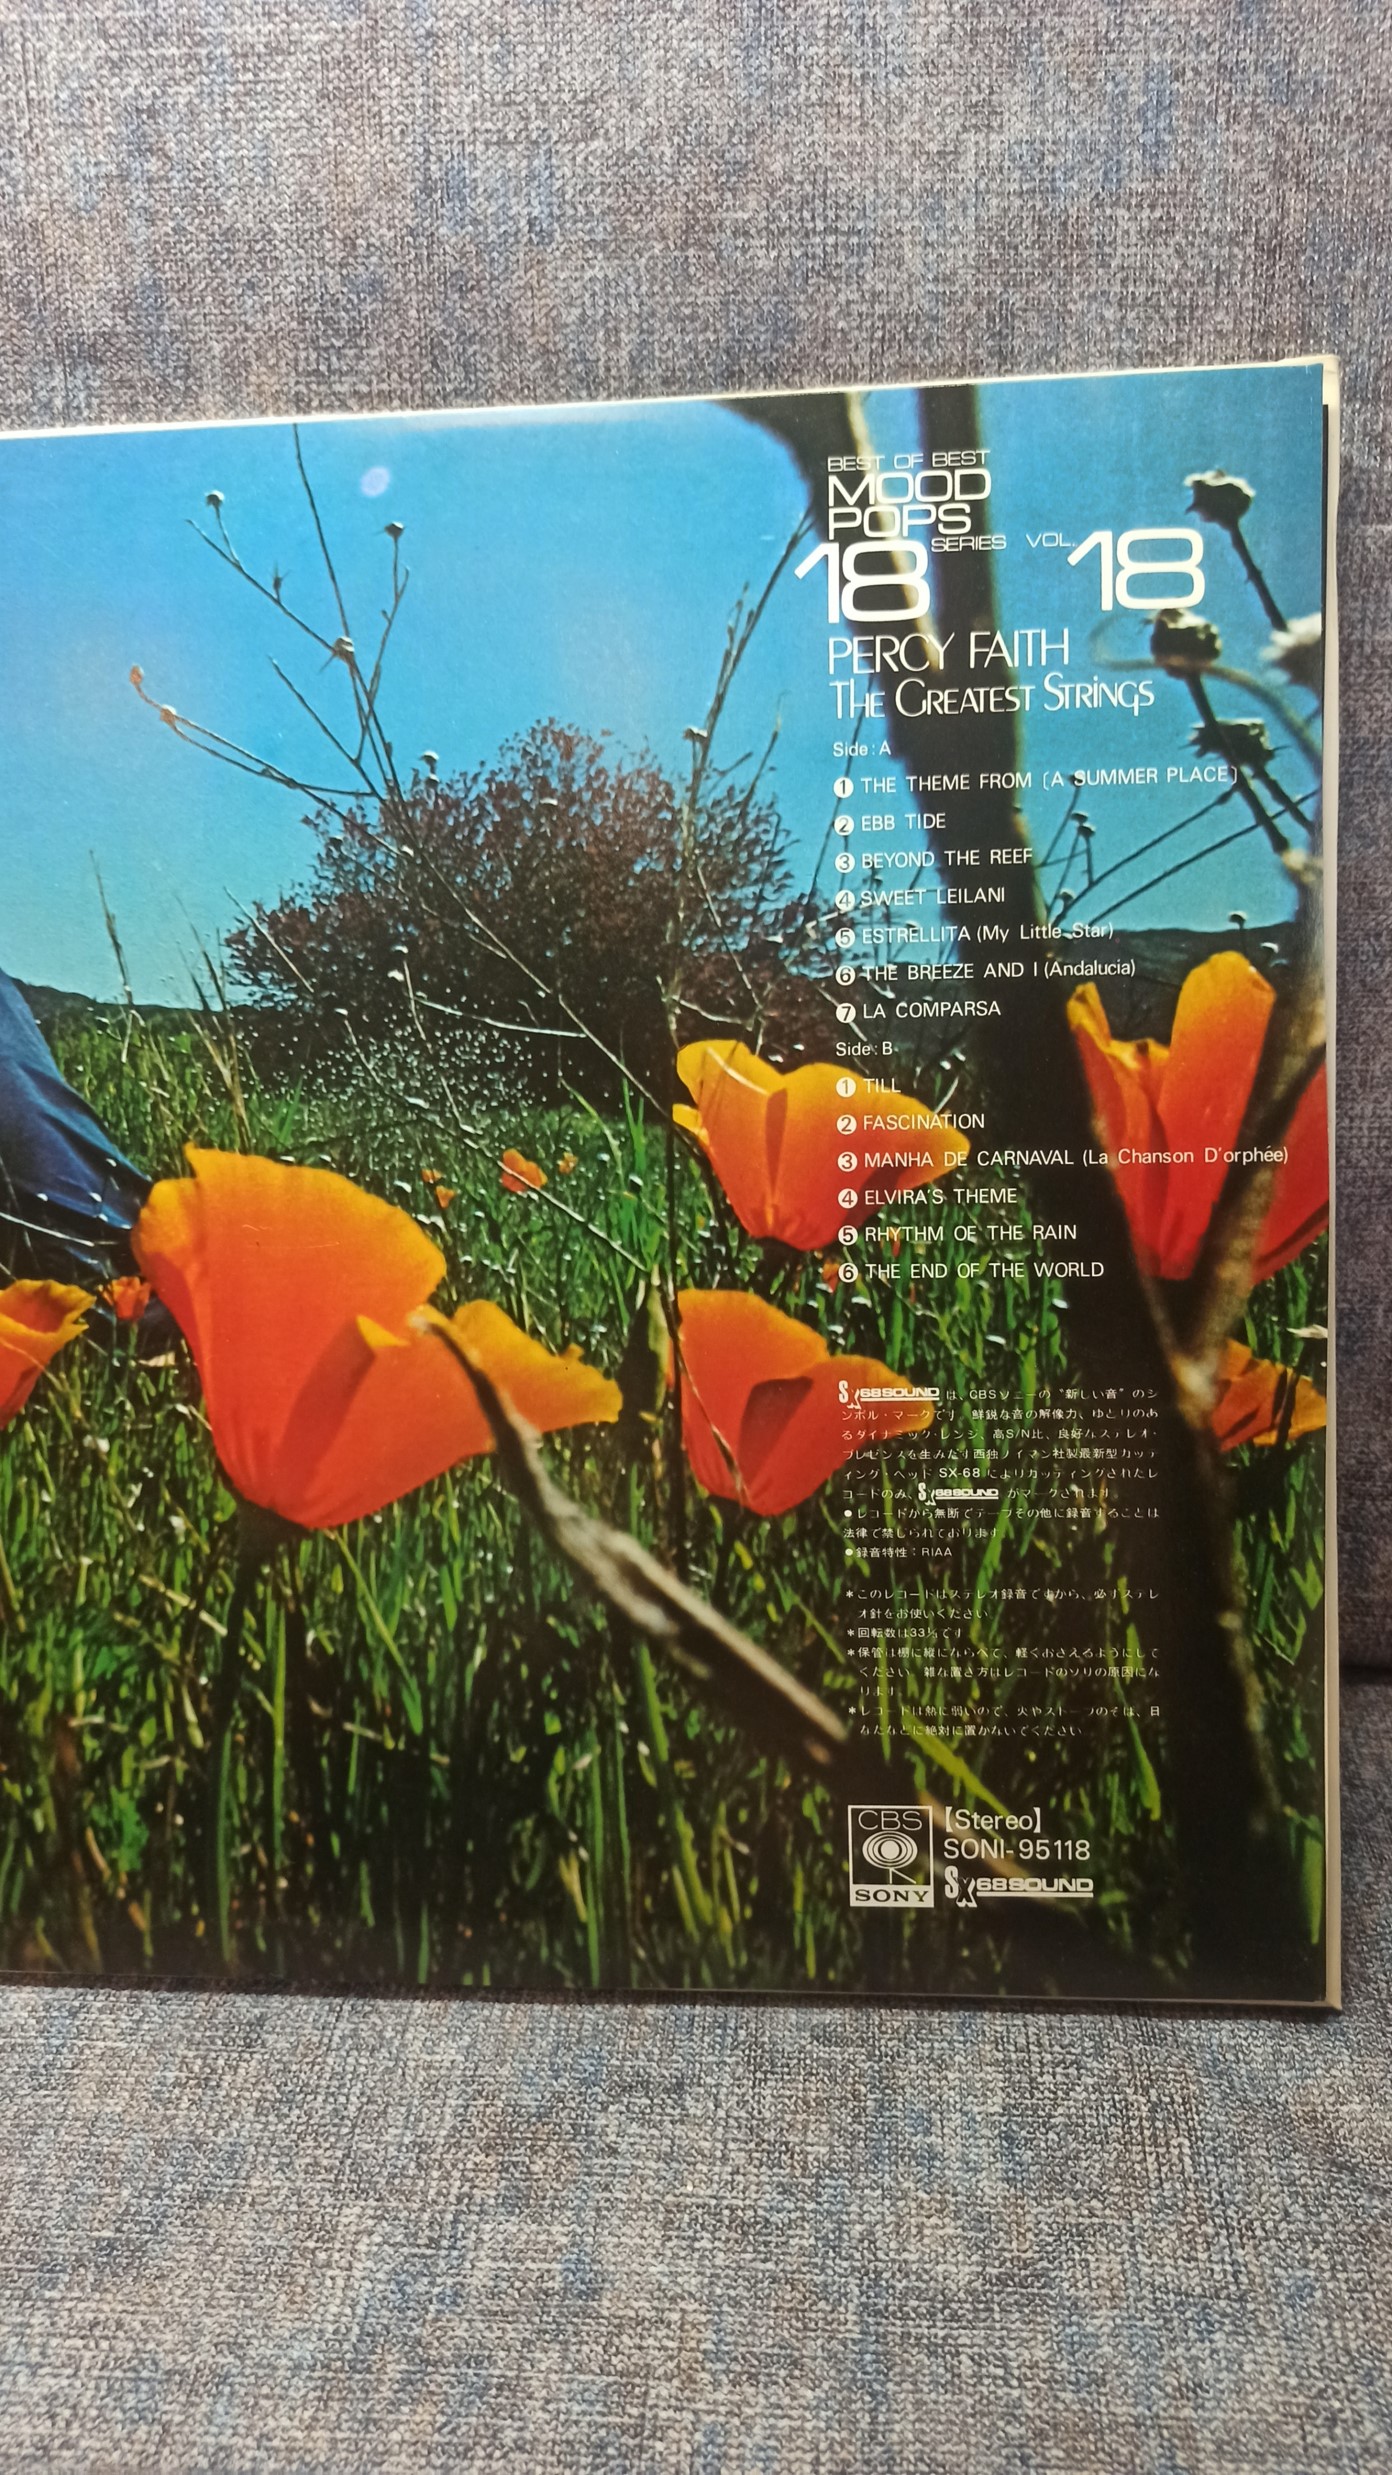 BEST OF BEST
MOOD
POPS
18 SERIES VOL. 18
PERCY FAITH
THE GREATEST STRINGS
Side : A
1 THE THEME FROM 〔A SUMMER PLACE〕
2 EBB TIDE
3 BEYOND THE REEF
4 SWEET LEILANI
5 ESTRELLITA (My Little Star)
6 THE BREEZE AND I (Andalucia)
7 LA COMPARSA
Side : B
1 TILL
2 FASCINATION
3 MANHA DE CARNAVAL (La Chanson D'orphée)
4 ELVIRA'S THEME
5 RHYTHM OF THE RAIN
6 THE END OF THE WORLD
SX68SOUND は、CBSソニーの“新しい音”のシ
ンボル・マークです。鮮鋭な音の解像力、ゆとりのあ
るダイナミック・レンジ、高S/N比、良好なステレオ・
プレゼンスを生みだす西独ノイマン社製最新型カッテ
ィング・ヘッド SX-68 によりカッティングされたレ
コードのみ、SX68SOUND がマークされます。
●レコードから無断でテープその他に録音することは
法律で禁じられております。
●録音特性：RIAA
＊このレコードはステレオ録音ですから、必ずステレ
オ針をお使いください。
＊回転数は33⅓です。
＊保管は棚に縦にならべて、軽くおさえるようにして
ください。雑な置き方はレコードのソリの原因にな
ります。
＊レコードは熱に弱いので、火やストーブのそば、日
なたなどに絶対に置かないでください。
CBS
SONY
【Stereo】
SONI-95118
SX68SOUND